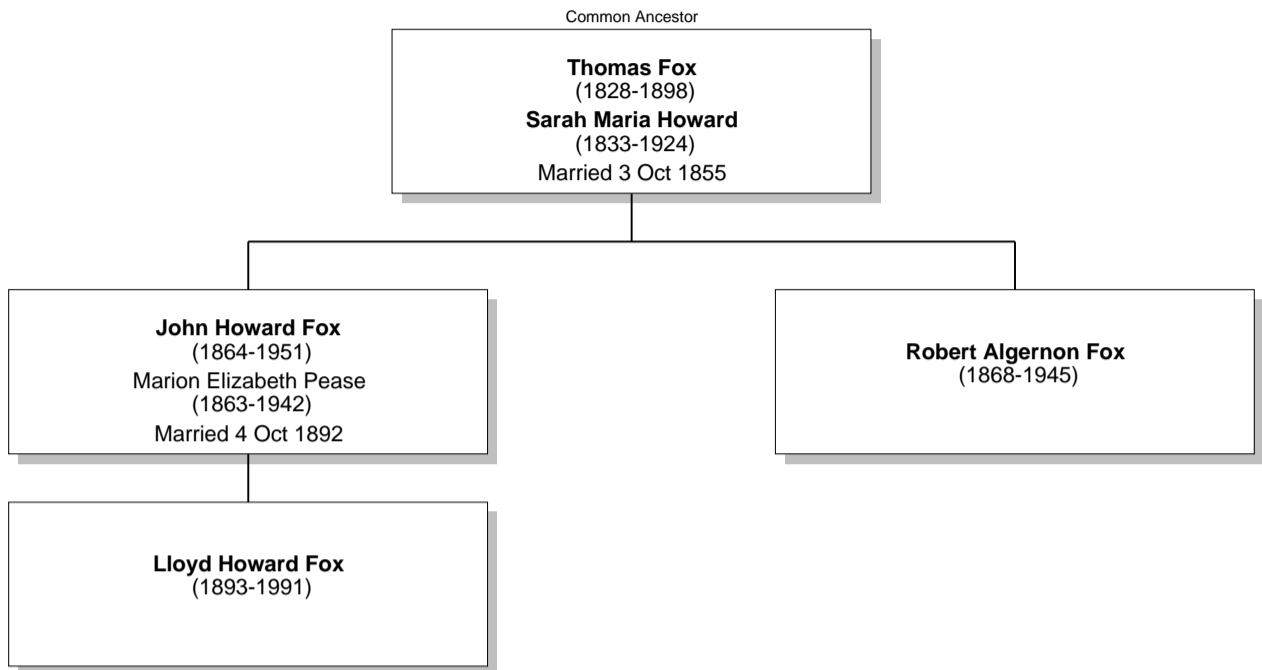 Common Ancestor
Thomas Fox
(1828-1898)
Sarah Maria Howard
(1833-1924)
Married 3 Oct 1855
John Howard Fox
(1864-1951)
Marion Elizabeth Pease
(1863-1942)
Married 4 Oct 1892
Robert Algernon Fox
(1868-1945)
Lloyd Howard Fox
(1893-1991)